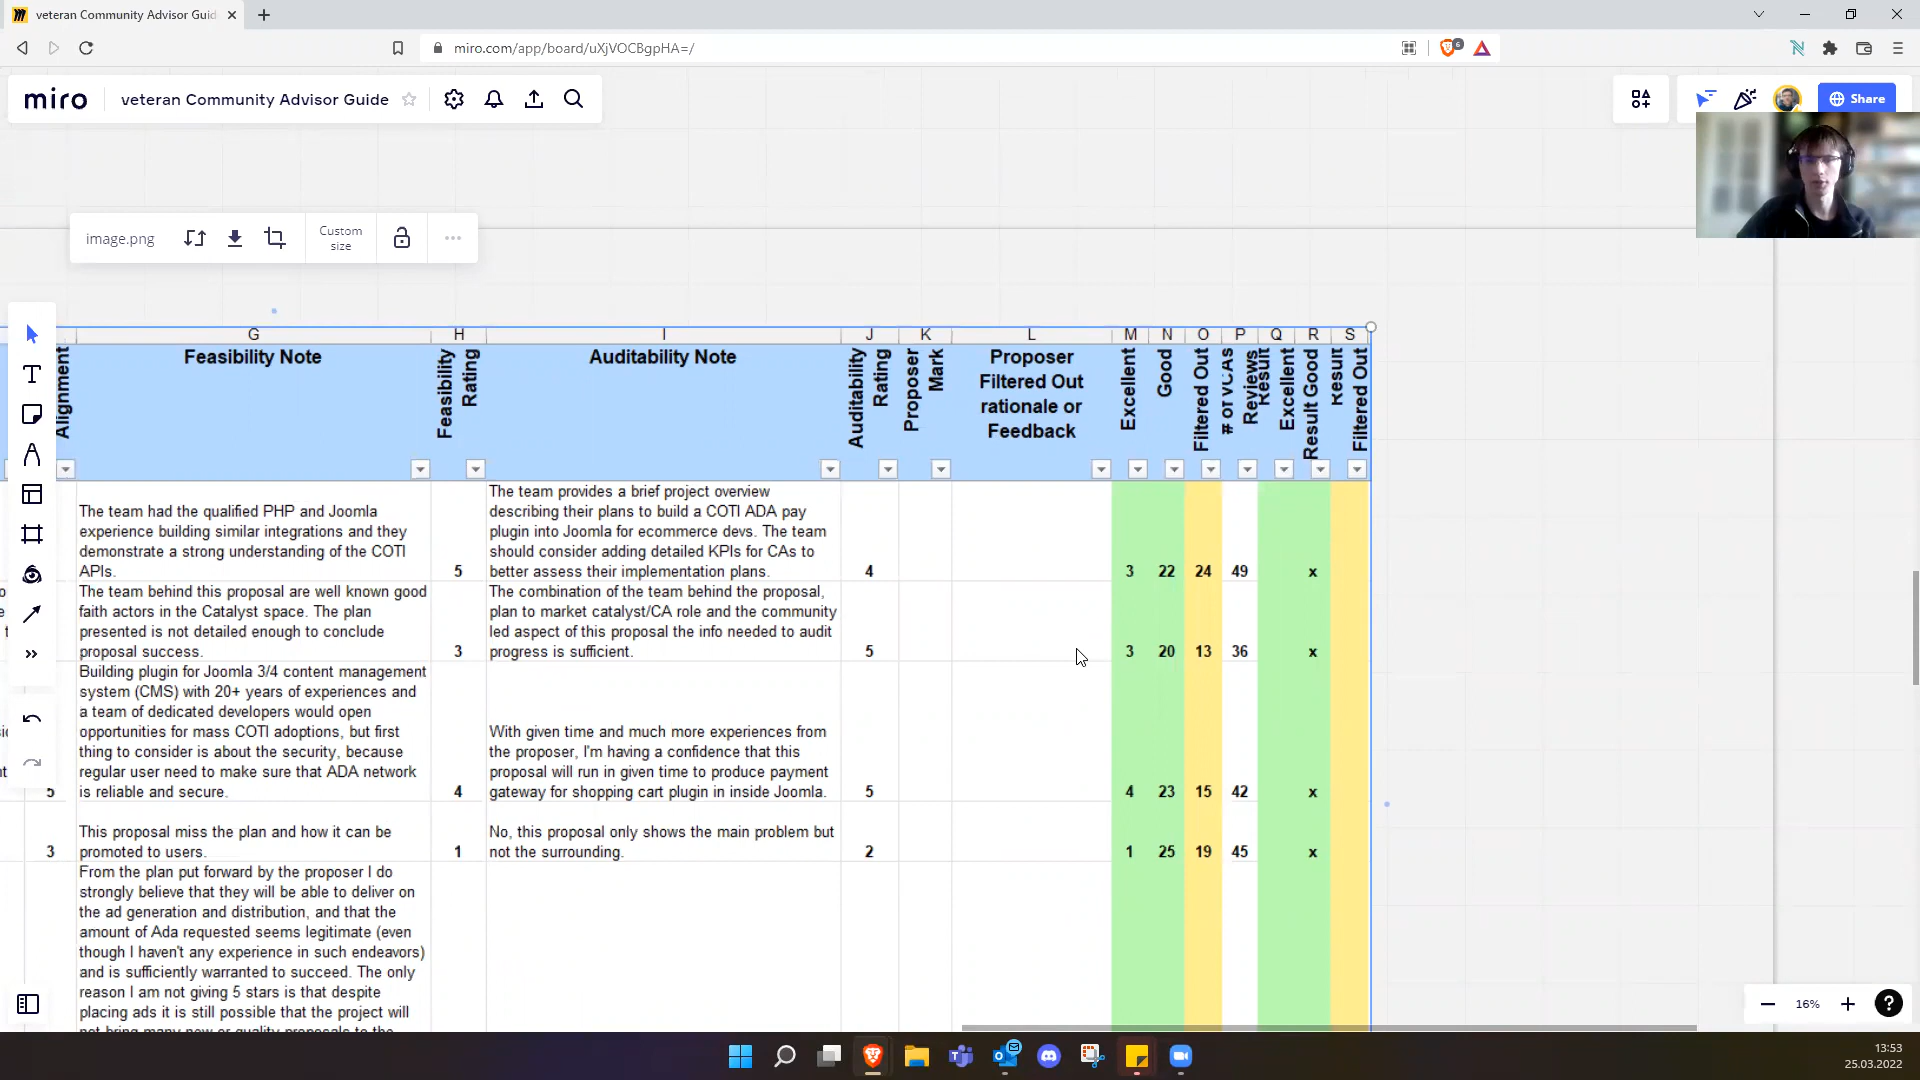 veteran Community Advisor Guid
miro.com/app/board/uXjVOCBgpHA=/
6
miro
veteran Community Advisor Guide
Share
image.png
Custom
size
G
H
I
J
K
L
M
N
O
P
Q
R
S
Alignment
Feasibility Note
Feasibility
Rating
Auditability Note
Auditability
Rating
Proposer
Mark
Proposer
Filtered Out
rationale or
Feedback
Excellent
Good
Filtered Out
# of vCAs
Reviews
Result
Excellent
Result Good
Result
Filtered Out
The team had the qualified PHP and Joomla
experience building similar integrations and they
demonstrate a strong understanding of the COTI
APIs.
5
The team provides a brief project overview
describing their plans to build a COTI ADA pay
plugin into Joomla for ecommerce devs. The team
should consider adding detailed KPIs for CAs to
better assess their implementation plans.
4
3
22
24
49
x
The team behind this proposal are well known good
faith actors in the Catalyst space. The plan
presented is not detailed enough to conclude
proposal success.
3
The combination of the team behind the proposal,
plan to market catalyst/CA role and the community
led aspect of this proposal the info needed to audit
progress is sufficient.
5
3
20
13
36
x
5
Building plugin for Joomla 3/4 content management
system (CMS) with 20+ years of experiences and
a team of dedicated developers would open
opportunities for mass COTI adoptions, but first
thing to consider is about the security, because
regular user need to make sure that ADA network
is reliable and secure.
4
With given time and much more experiences from
the proposer, I'm having a confidence that this
proposal will run in given time to produce payment
gateway for shopping cart plugin in inside Joomla.
5
4
23
15
42
x
3
This proposal miss the plan and how it can be
promoted to users.
1
No, this proposal only shows the main problem but
not the surrounding.
2
1
25
19
45
x
From the plan put forward by the proposer I do
strongly believe that they will be able to deliver on
the ad generation and distribution, and that the
amount of Ada requested seems legitimate (even
though I haven't any experience in such endeavors)
and is sufficiently warranted to succeed. The only
reason I am not giving 5 stars is that despite
placing ads it is still possible that the project will
not bring many new or quality proposals to the
16%
?
13:53
25.03.2022